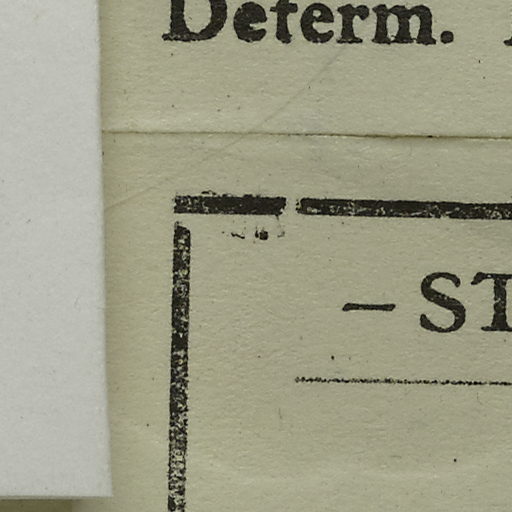 Determ.
– ST